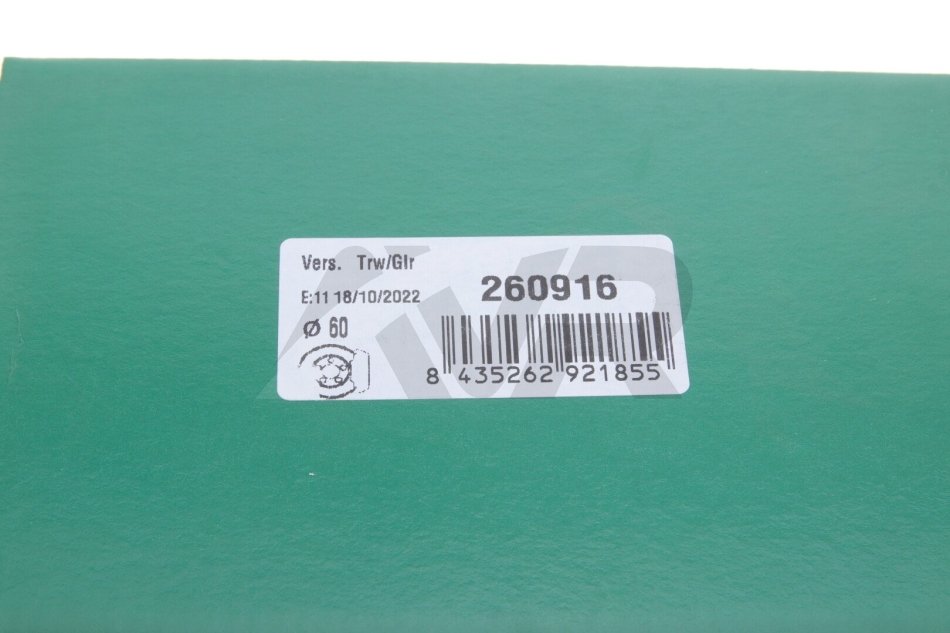 Vers. Trw/Glr
E:11 18/10/2022
Ø 60
260916
8 435262 921855